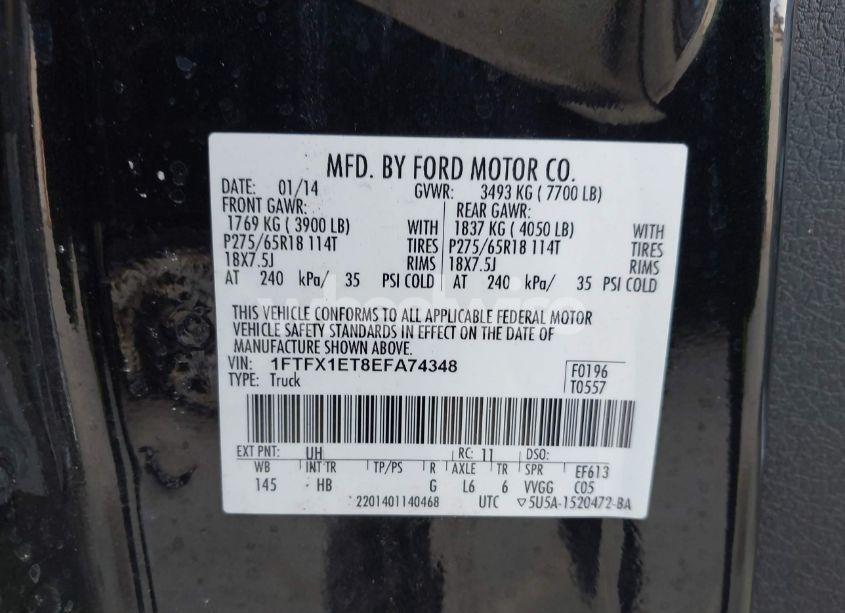 MFD. BY FORD MOTOR CO.
DATE: 01/14 GVWR: 3493 KG ( 7700 LB)
FRONT GAWR: REAR GAWR:
1769 KG ( 3900 LB) WITH 1837 KG ( 4050 LB) WITH
P275/65R18 114T TIRES P275/65R18 114T TIRES
18X7.5J RIMS 18X7.5J RIMS
AT 240 kPa/ 35 PSI COLD AT 240 kPa/ 35 PSI COLD
THIS VEHICLE CONFORMS TO ALL APPLICABLE FEDERAL MOTOR
VEHICLE SAFETY STANDARDS IN EFFECT ON THE DATE OF
MANUFACTURE SHOWN ABOVE.
VIN: 1FTFX1ET8EFA74348 F0196
TYPE: Truck T0557
EXT PNT: UH RC: 11 DSO:
WB INT TR TP/PS R AXLE TR SPR EF613
145 HB G L6 6 VVGG C05
2201401140468 UTC ▽5U5A-1520472-BA